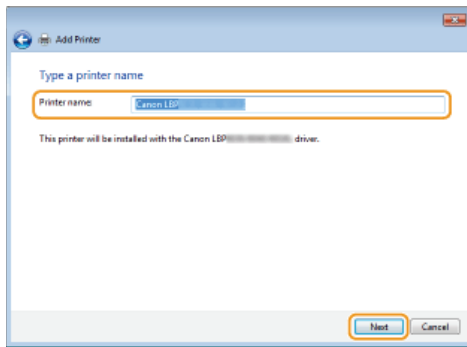 Add Printer
Type a printer name
Printer name:
Canon LBP
This printer will be installed with the Canon LBP driver.
Next
Cancel